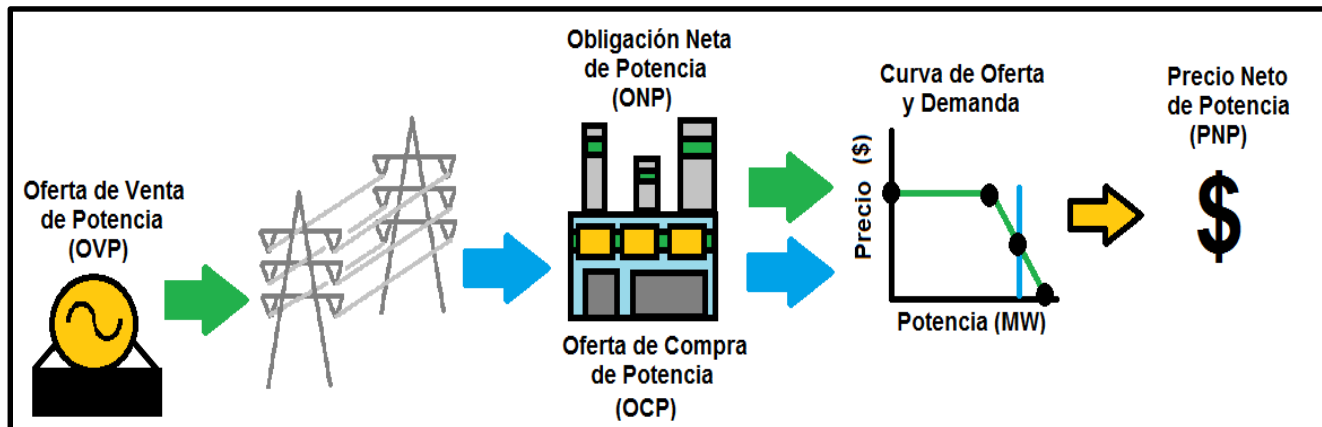 Oferta de Venta
de Potencia
(OVP)
Obligación Neta
de Potencia
(ONP)
Oferta de Compra
de Potencia
(OCP)
Curva de Oferta
y Demanda
Precio ($)
Potencia (MW)
Precio Neto
de Potencia
(PNP)
$